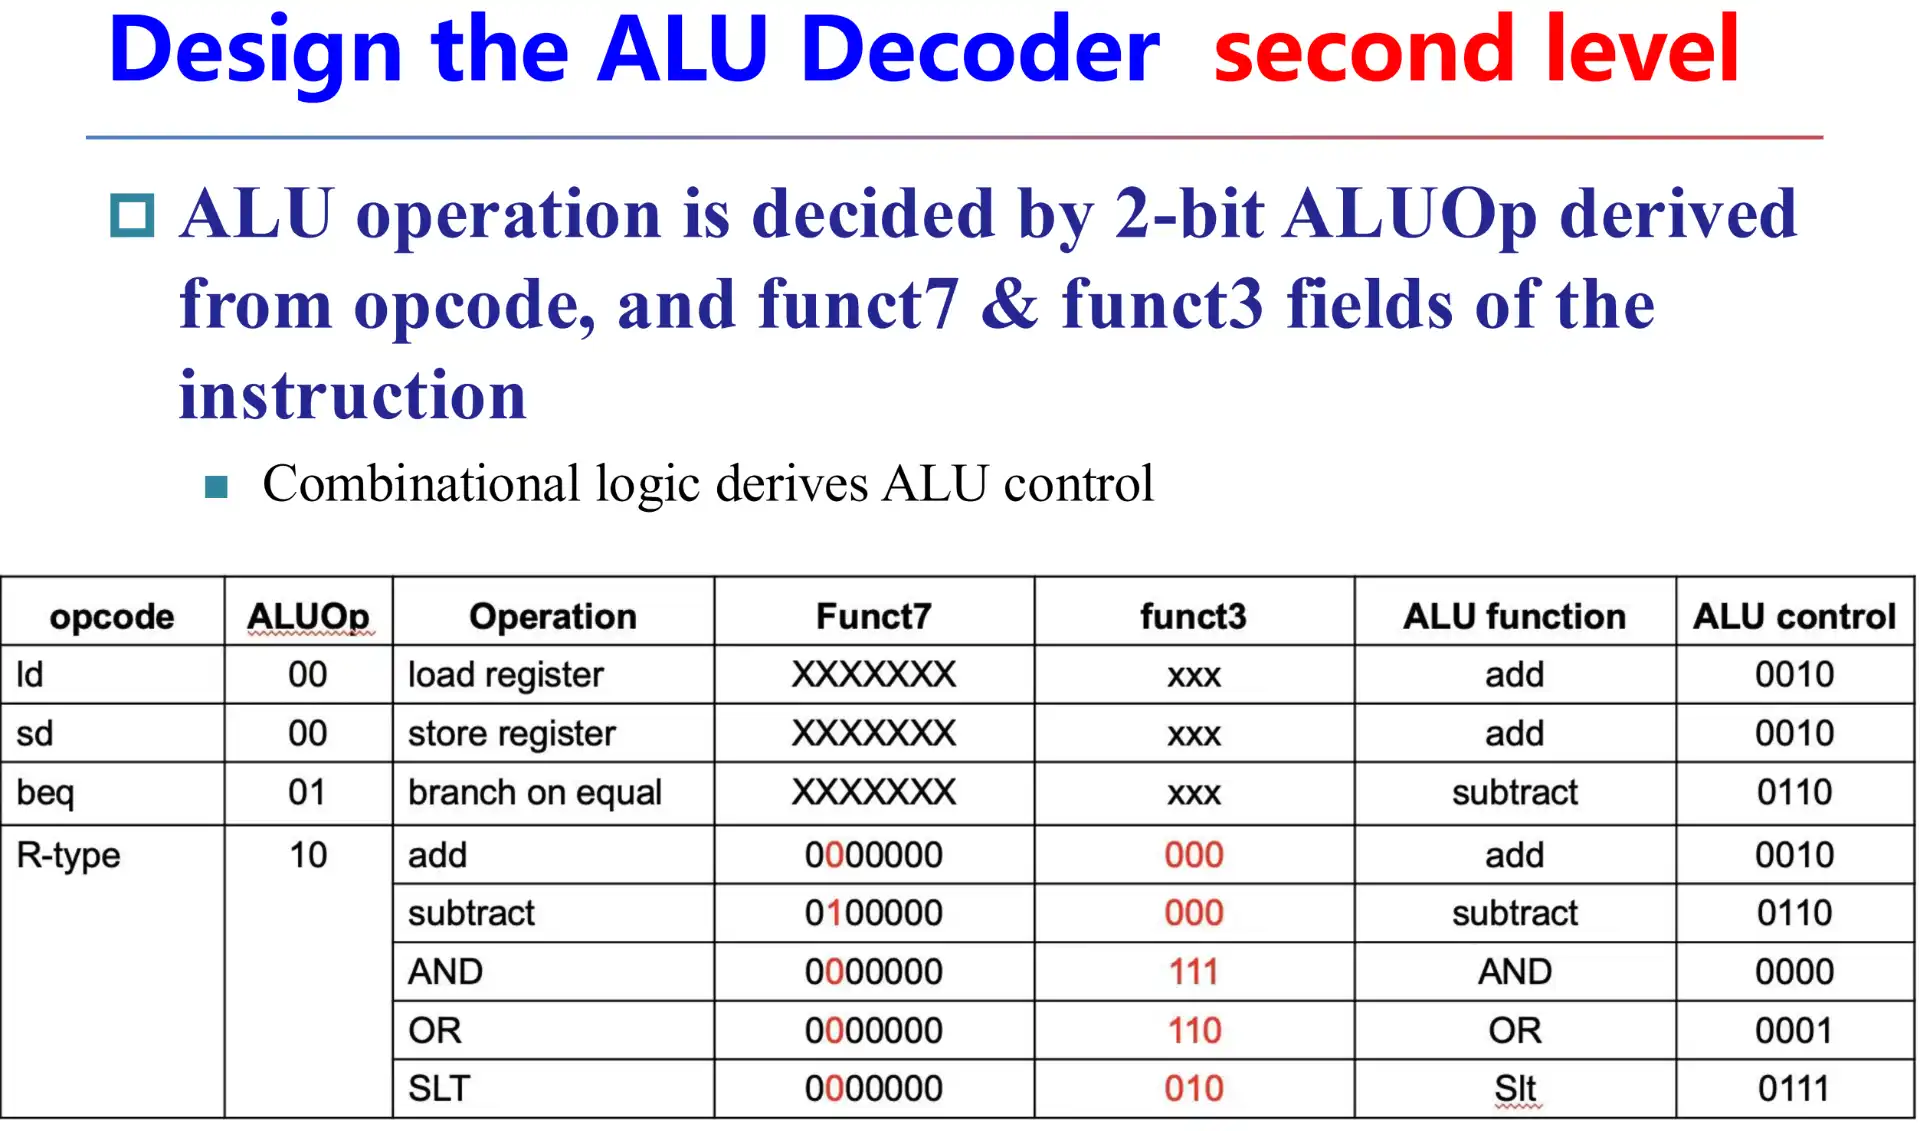 Design the ALU Decoder second level
ALU operation is decided by 2-bit ALUOp derived
from opcode, and funct7 & funct3 fields of the
instruction
Combinational logic derives ALU control
opcode ALUOp Operation Funct7 funct3 ALU function ALU control
ld 00 load register XXXXXXX xxx add 0010
sd 00 store register XXXXXXX xxx add 0010
beq 01 branch on equal XXXXXXX xxx subtract 0110
R-type 10 add 0000000 000 add 0010
subtract 0100000 000 subtract 0110
AND 0000000 111 AND 0000
OR 0000000 110 OR 0001
SLT 0000000 010 Slt 0111